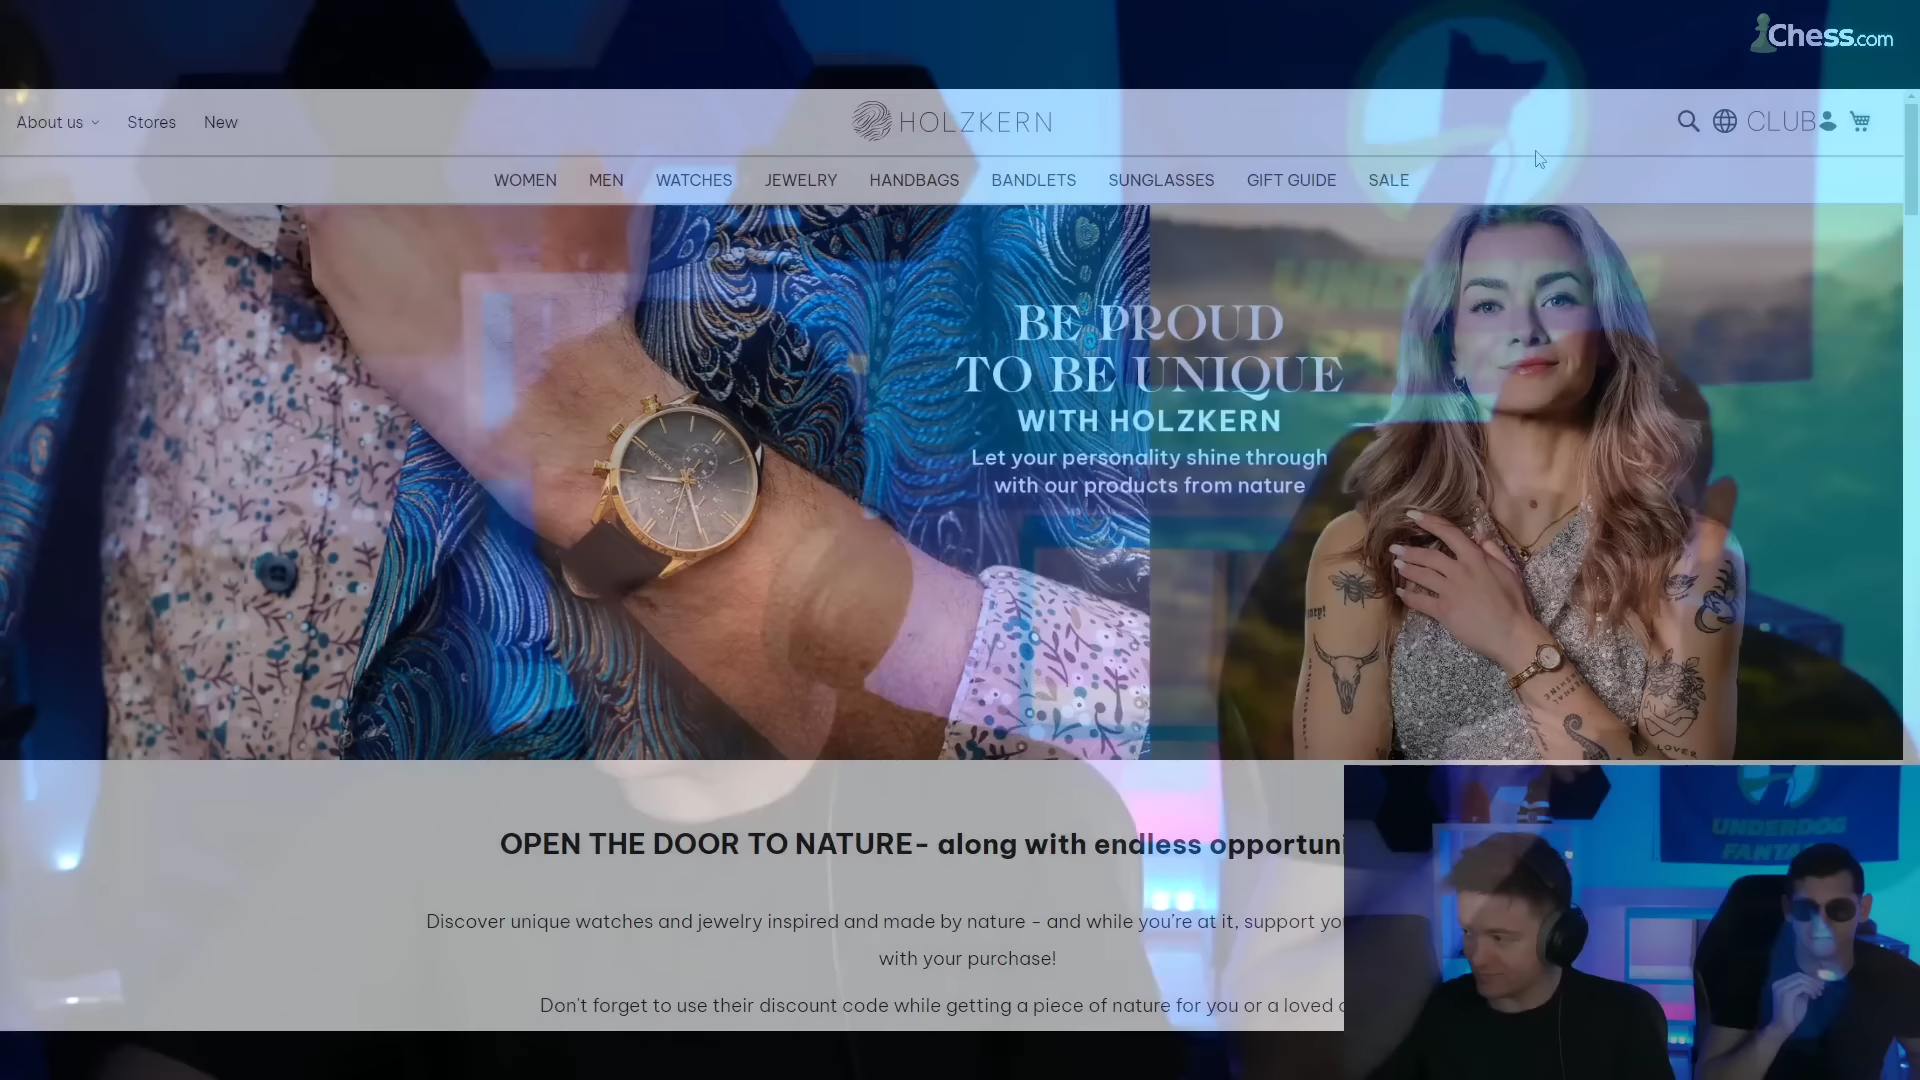 Chess.com
About us
Stores
New
HOLZKERN
CLUB
WOMEN
MEN
WATCHES
JEWELRY
HANDBAGS
BANDLETS
SUNGLASSES
GIFT GUIDE
SALE
BE PROUD
TO BE UNIQUE
WITH HOLZKERN
Let your personality shine through
with our products from nature
LOVER
OPEN THE DOOR TO NATURE- along with endless opportuni
Discover unique watches and jewelry inspired and made by nature - and while you're at it, support you
with your purchase!
Don't forget to use their discount code while getting a piece of nature for you or a loved
UNDERDOG
FANTA